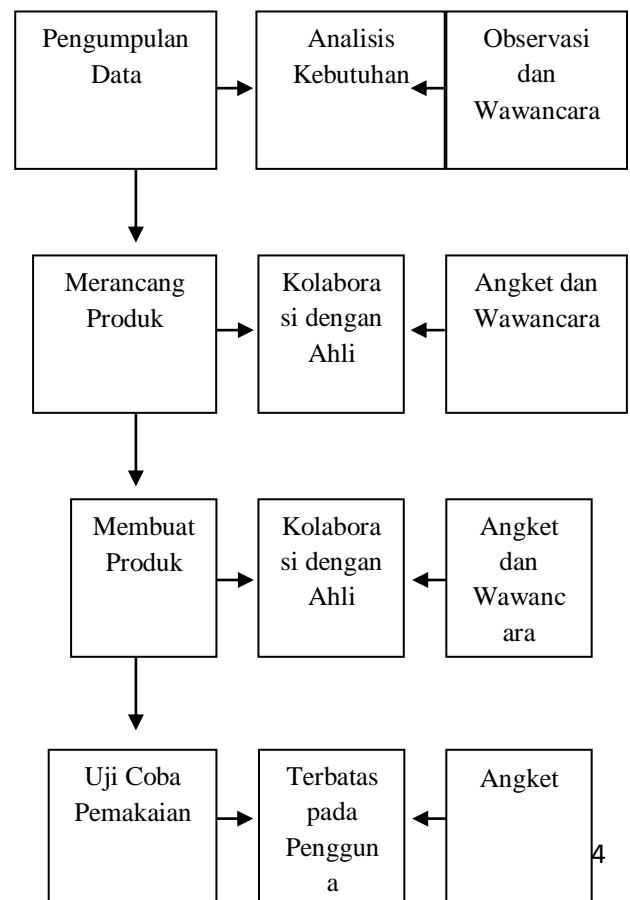 Pengumpulan
Data
Analisis
Kebutuhan
Observasi
dan
Wawancara
Merancang
Produk
Kolabora
si dengan
Ahli
Angket dan
Wawancara
Membuat
Produk
Kolabora
si dengan
Ahli
Angket
dan
Wawanc
ara
Uji Coba
Pemakaian
Terbatas
pada
Penggun
a
Angket
4